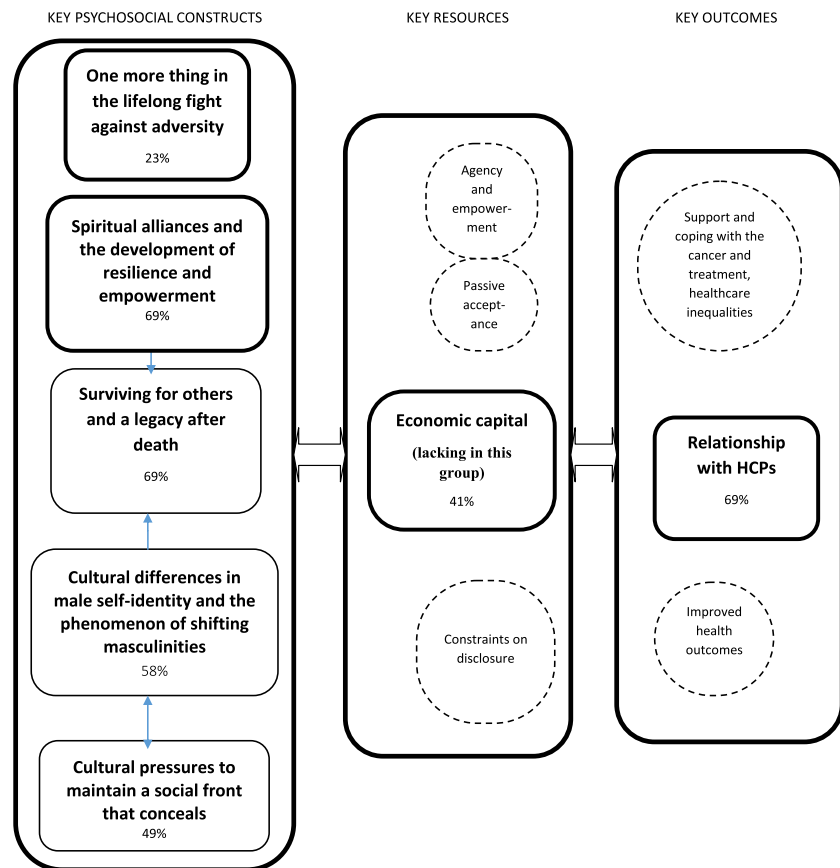 KEY PSYCHOSOCIAL CONSTRUCTS
One more thing in
the lifelong fight
against adversity
23%
Spiritual alliances and
the development of
resilience and
empowerment
69%
Surviving for others
and a legacy after
death
69%
Cultural differences in
male self-identity and the
phenomenon of shifting
masculinities
58%
Cultural pressures to
maintain a social front
that conceals
49%
KEY RESOURCES
Agency
and
empower-
ment
Passive
accept-
ance
Economic capital
(lacking in this
group)
41%
Constraints on
disclosure
KEY OUTCOMES
Support and
coping with the
cancer and
treatment,
healthcare
inequalities
Relationship
with HCPs
69%
Improved
health
outcomes